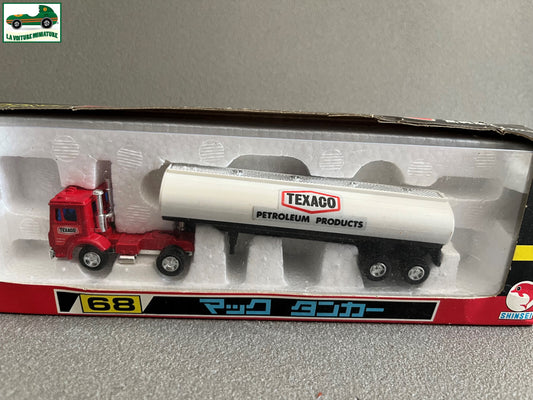 LA VOITURE MINIATURE
TEXACO
PETROLEUM PRODUCTS
TEXACO
68 マック タンカー
SHINSEI